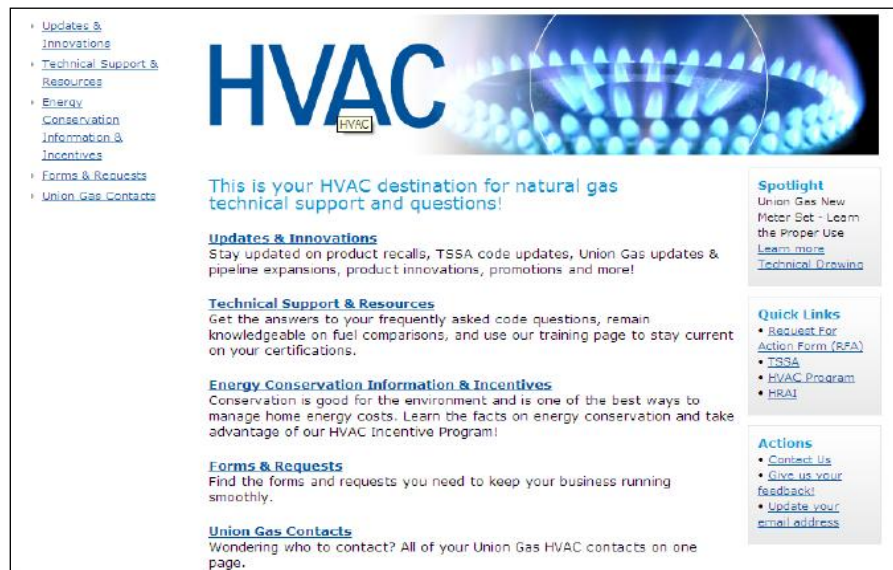 Updates &
Innovations
Technical Support &
Resources
Energy
Conservation
Information &
Incentives
Forms & Requests
Union Gas Contacts
HVAC
HVAC
This is your HVAC destination for natural gas
technical support and questions!
Updates & Innovations
Stay updated on product recalls, TSSA code updates, Union Gas updates &
pipeline expansions, product innovations, promotions and more!
Technical Support & Resources
Get the answers to your frequently asked code questions, remain
knowledgeable on fuel comparisons, and use our training page to stay current
on your certifications.
Energy Conservation Information & Incentives
Conservation is good for the environment and is one of the best ways to
manage home energy costs. Learn the facts on energy conservation and take
advantage of our HVAC Incentive Program!
Forms & Requests
Find the forms and requests you need to keep your business running
smoothly.
Union Gas Contacts
Wondering who to contact? All of your Union Gas HVAC contacts on one
page.
Spotlight
Union Gas New
Meter Set - Learn
the Proper Use
Learn more
Technical Drawing
Quick Links
• Request For
Action Form (RFA)
• TSSA
• HVAC Program
• HRAI
Actions
• Contact Us
• Give us your
feedback!
• Update your
email address